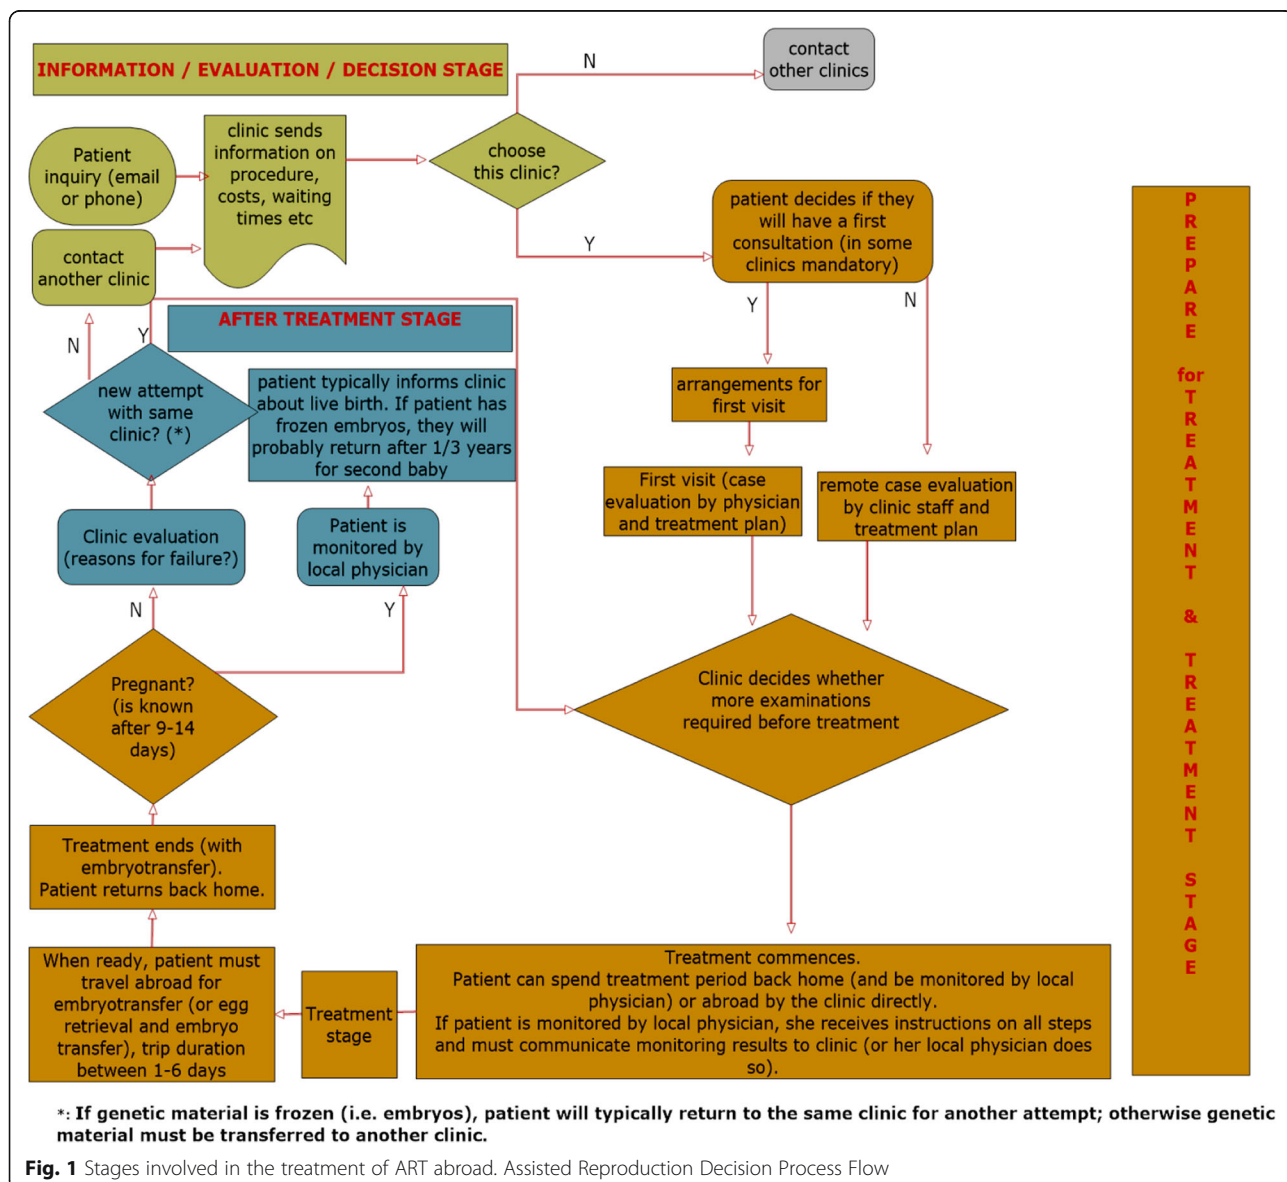 INFORMATION / EVALUATION / DECISION STAGE
N
contact
other clinics
Patient
inquiry (email
or phone)
clinic sends
information on
procedure,
costs, waiting
times etc
choose
this clinic?
Y
contact
another clinic
patient decides if they
will have a first
consultation (in some
clinics mandatory)
Y
N
arrangements for
first visit
First visit (case
evaluation by physician
and treatment plan)
remote case evaluation
by clinic staff and
treatment plan
Clinic decides whether
more examinations
required before treatment
Treatment commences.
Patient can spend treatment period back home (and be monitored by local
physician) or abroad by the clinic directly.
If patient is monitored by local physician, she receives instructions on all steps
and must communicate monitoring results to clinic (or her local physician does
so).
Treatment
stage
When ready, patient must
travel abroad for
embryotransfer (or egg
retrieval and embryo
transfer), trip duration
between 1-6 days
Treatment ends (with
embryotransfer).
Patient returns back home.
Pregnant?
(is known
after 9-14
days)
N
Y
Clinic evaluation
(reasons for failure?)
Patient is
monitored by
local physician
new attempt
with same
clinic? (*)
N
Y
AFTER TREATMENT STAGE
patient typically informs clinic
about live birth. If patient has
frozen embryos, they will
probably return after 1/3 years
for second baby
P
R
E
P
A
R
E
for
T
R
E
A
T
M
E
N
T
&
T
R
E
A
T
M
E
N
T
S
T
A
G
E
*: If genetic material is frozen (i.e. embryos), patient will typically return to the same clinic for another attempt; otherwise genetic
material must be transferred to another clinic.
Fig. 1 Stages involved in the treatment of ART abroad. Assisted Reproduction Decision Process Flow